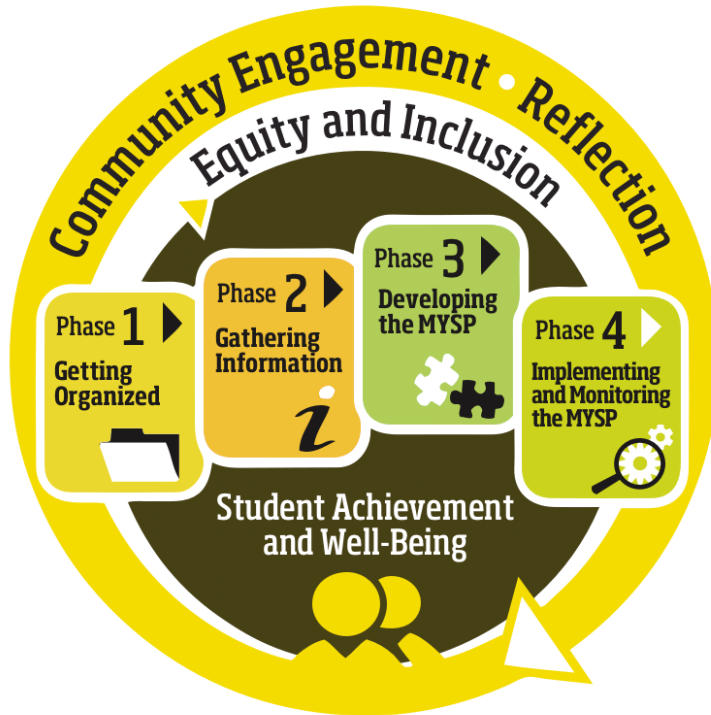 Community Engagement • Reflection
Equity and Inclusion
Phase 1
Getting
Organized
Phase 2
Gathering
Information
i
Phase 3
Developing
the MYSP
Phase 4
Implementing
and Monitoring
the MYSP
Student Achievement
and Well-Being